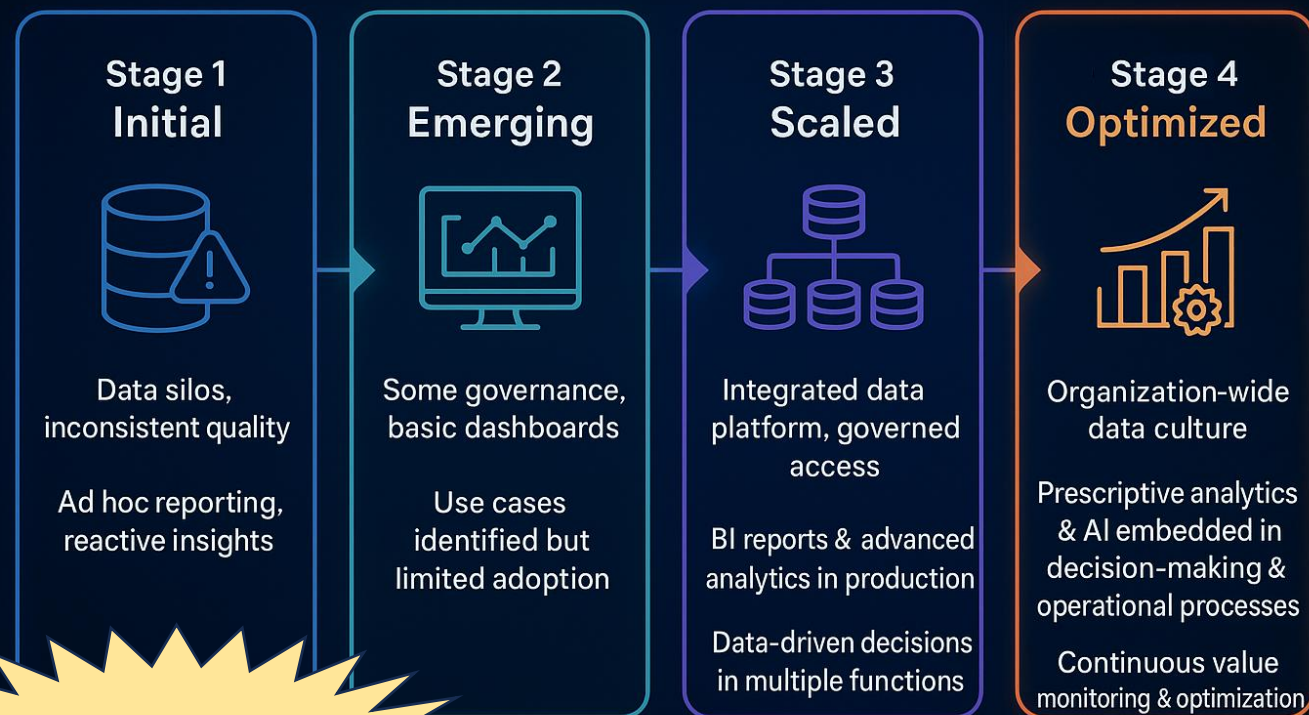 Stage 1
Initial
Data silos,
inconsistent quality
Ad hoc reporting,
reactive insights
Stage 2
Emerging
Some governance,
basic dashboards
Use cases
identified but
limited adoption
Stage 3
Scaled
Integrated data
platform, governed
access
BI reports & advanced
analytics in production
Data-driven decisions
in multiple functions
Stage 4
Optimized
Organization-wide
data culture
Prescriptive analytics
& AI embedded in
decision-making &
operational processes
Continuous value
monitoring & optimization